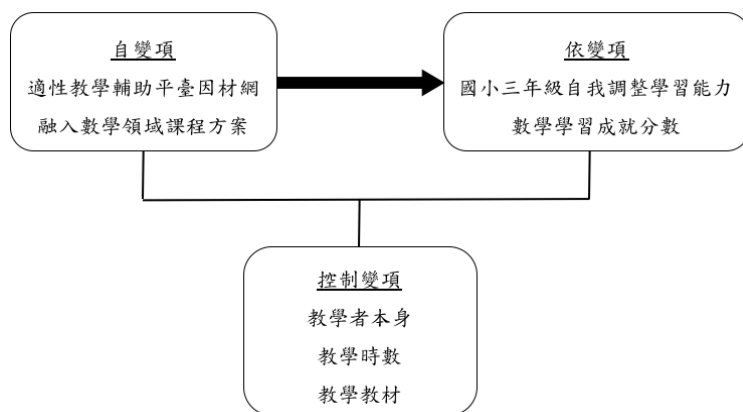 自變項
適性教學輔助平臺因材網
融入數學領域課程方案
依變項
國小三年級自我調整學習能力
數學學習成就分數
控制變項
教學者本身
教學時數
教學教材